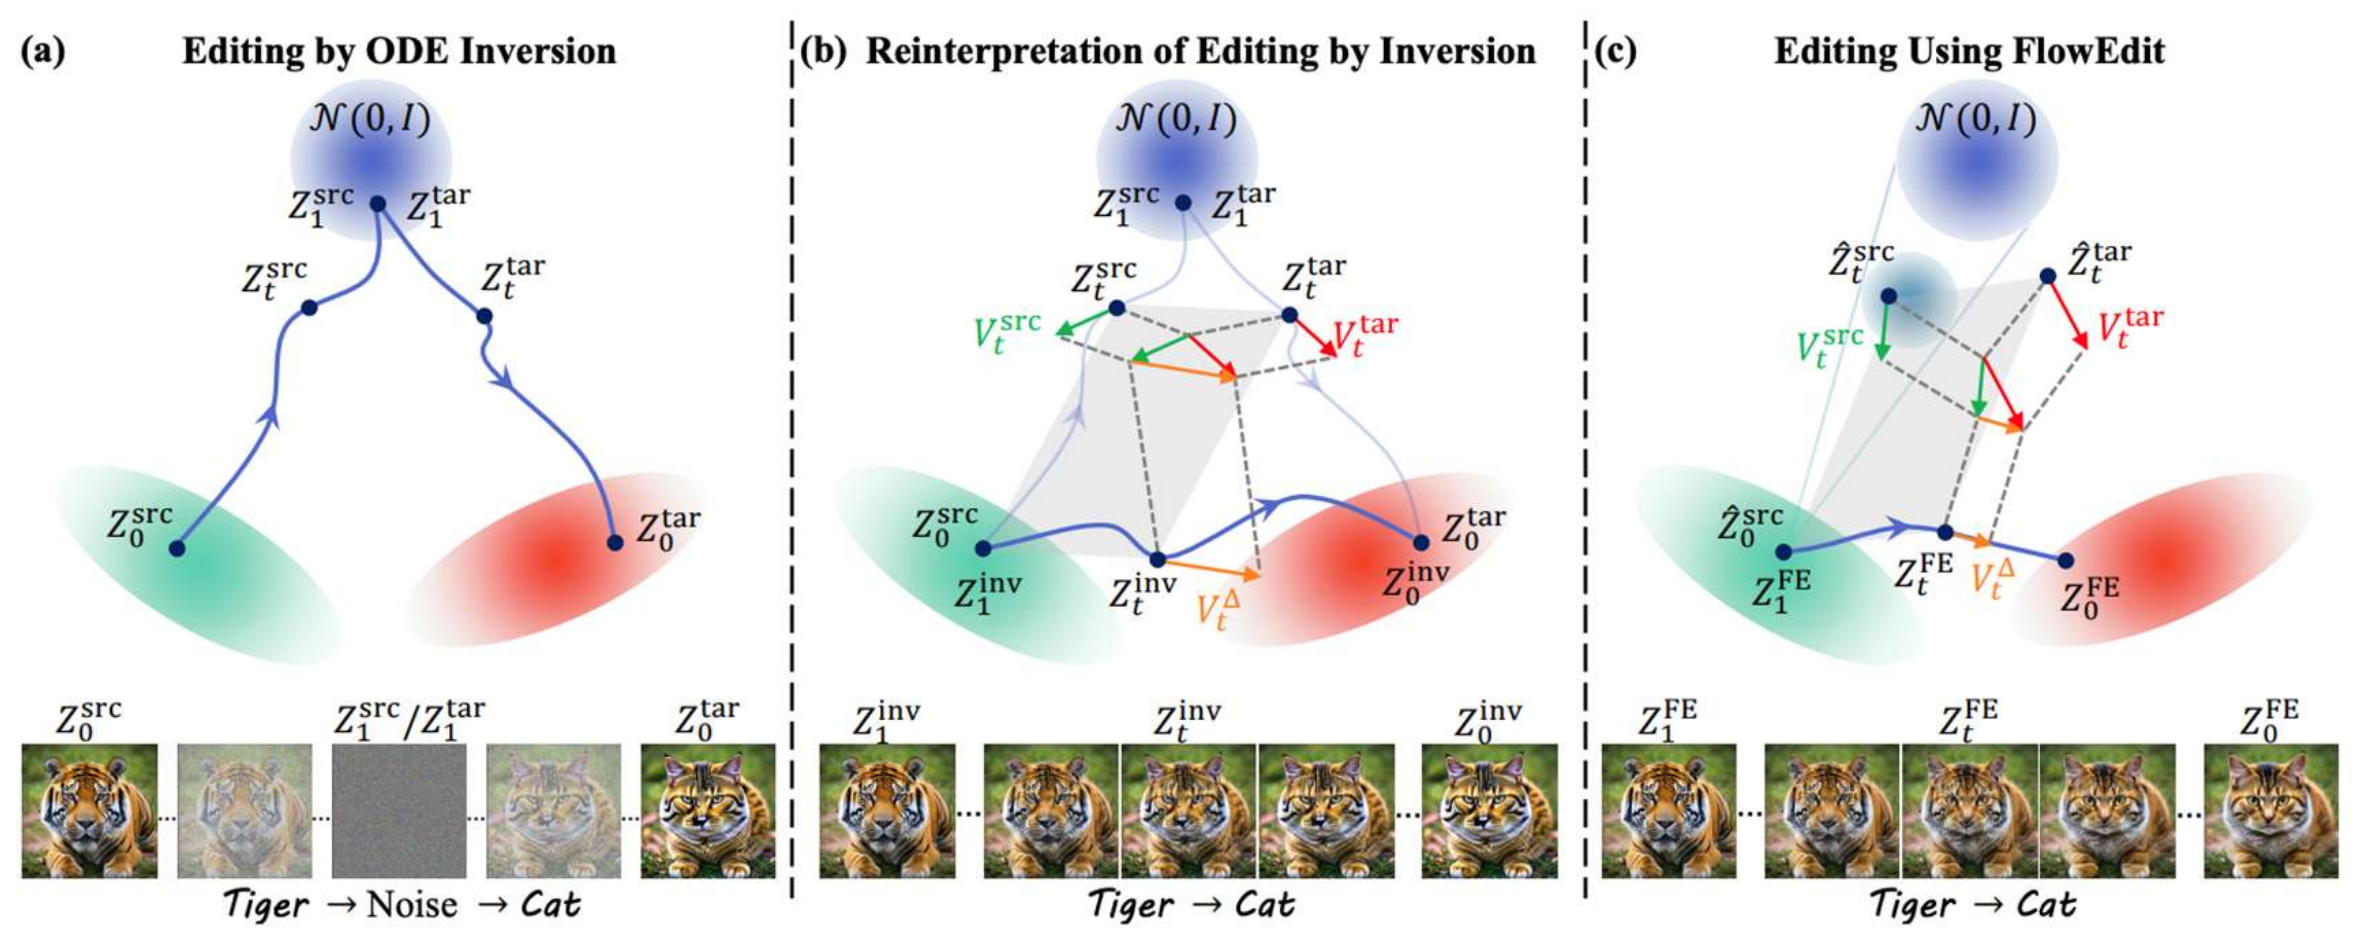 (a) Editing by ODE Inversion
𝒩(0, I)
Z₁^src Z₁^tar
Z_t^src Z_t^tar
Z₀^src Z₀^tar
Z₀^src Z₁^src/Z₁^tar Z₀^tar
... ... ... ...
Tiger → Noise → Cat
(b) Reinterpretation of Editing by Inversion
𝒩(0, I)
Z₁^src Z₁^tar
Z_t^src Z_t^tar
V_t^src V_t^tar
Z₀^src Z₀^tar
Z₁^inv Z_t^inv V_t^Δ Z₀^inv
Z₁^inv Z_t^inv Z₀^inv
... ...
Tiger → Cat
(c) Editing Using FlowEdit
𝒩(0, I)
Ẑ_t^src Ẑ_t^tar
V_t^src V_t^tar
Ẑ₀^src
Z₁^FE Z_t^FE V_t^Δ Z₀^FE
Z₁^FE Z_t^FE Z₀^FE
... ...
Tiger → Cat